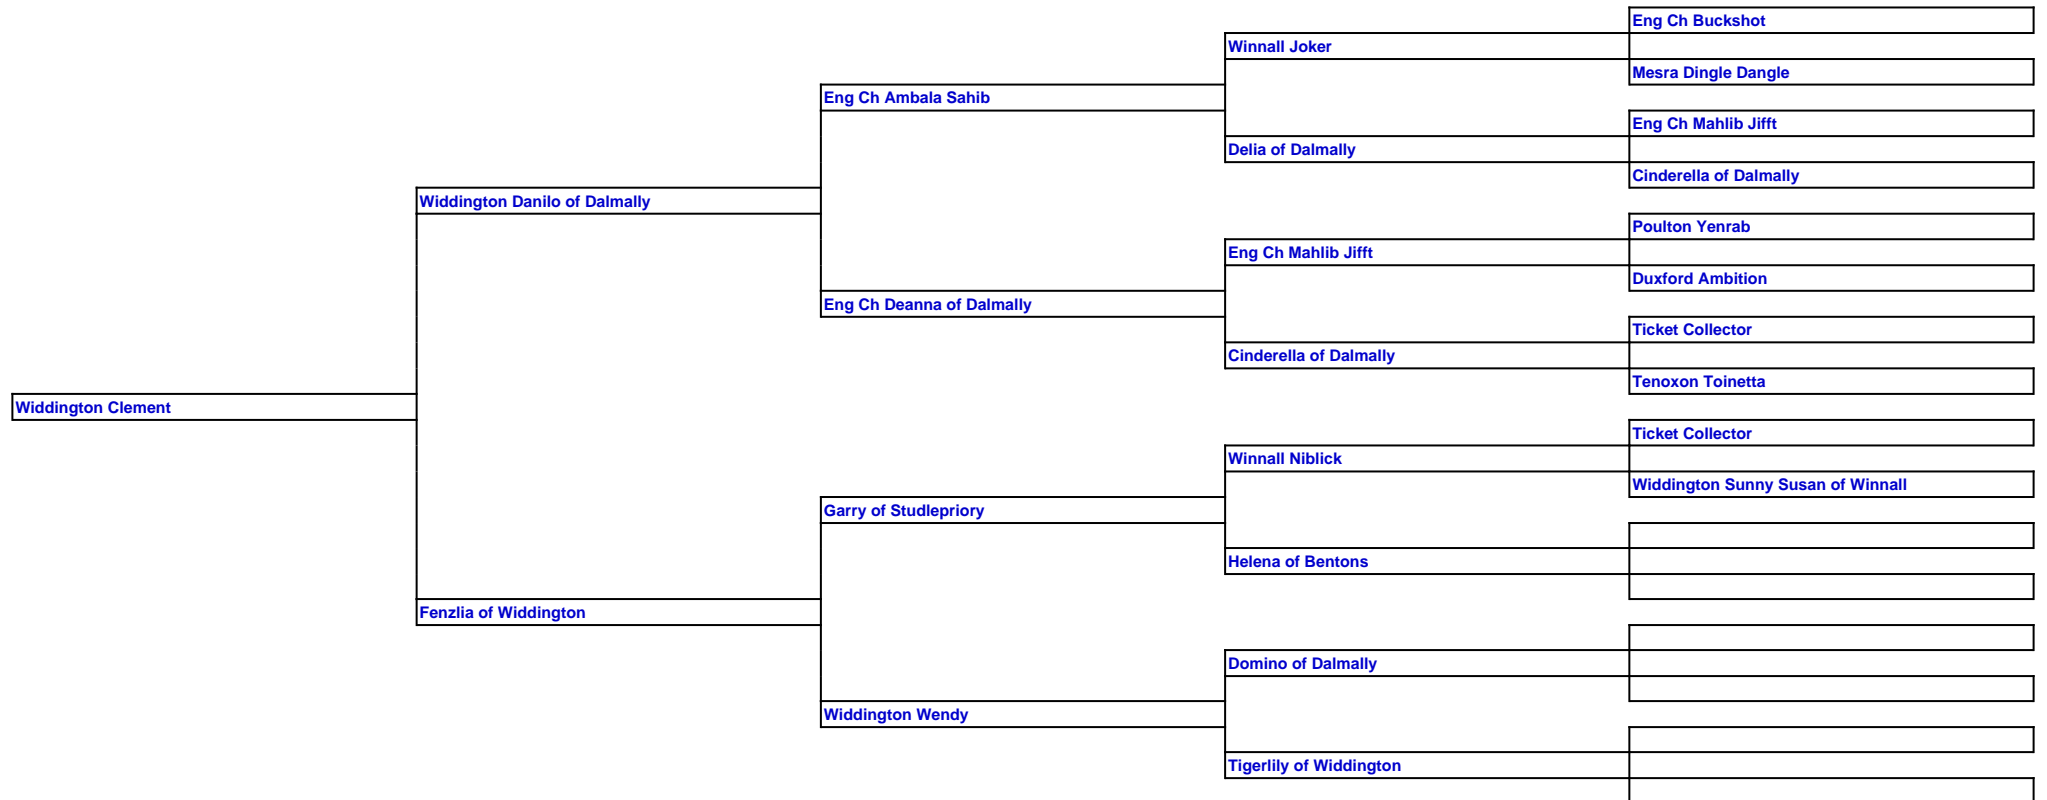 Eng Ch Buckshot
Winnall Joker
Mesra Dingle Dangle
Eng Ch Ambala Sahib
Eng Ch Mahlib Jifft
Delia of Dalmally
Cinderella of Dalmally
Widdington Danilo of Dalmally
Poulton Yenrab
Eng Ch Mahlib Jifft
Duxford Ambition
Eng Ch Deanna of Dalmally
Ticket Collector
Cinderella of Dalmally
Tenoxon Toinetta
Widdington Clement
Ticket Collector
Winnall Niblick
Widdington Sunny Susan of Winnall
Garry of Studlepriory
Helena of Bentons
Fenzlia of Widdington
Domino of Dalmally
Widdington Wendy
Tigerlily of Widdington